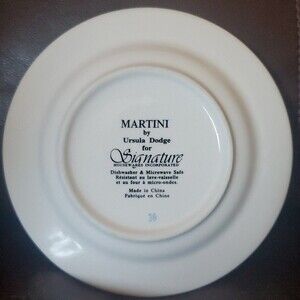 MARTINI
by
Ursula Dodge
for
Signature
HOUSEWARES INCORPORATED
Dishwasher & Microwave Safe
Résistant au lave-vaisselle
et au four à micro-ondes.
Made in China
Fabriqué en Chine